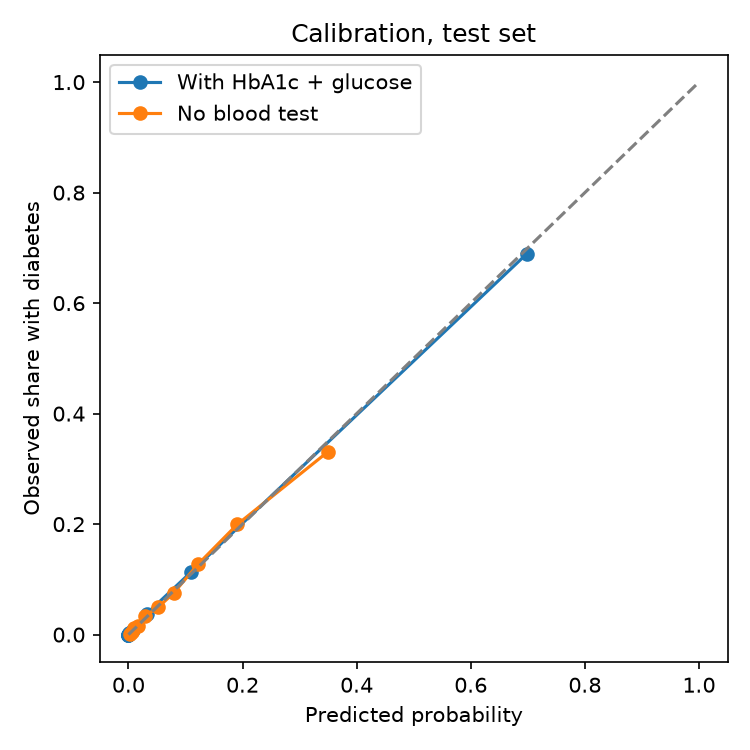 Calibration, test set
With HbA1c + glucose
No blood test
1.0
0.8
0.6
0.4
0.2
0.0
Observed share with diabetes
0.0 0.2 0.4 0.6 0.8 1.0
Predicted probability